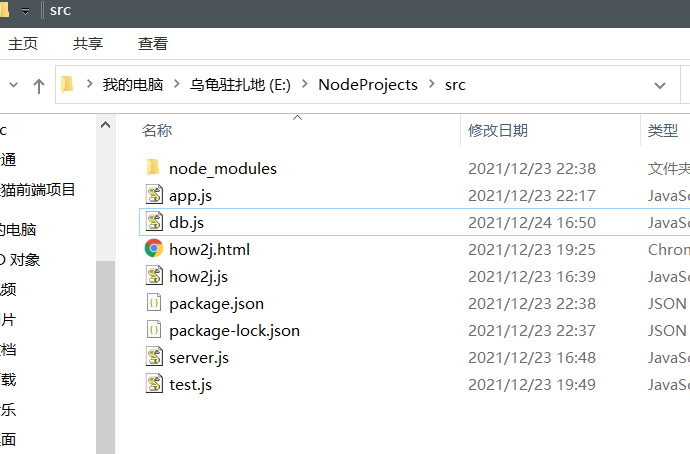 src
主页 共享 查看
我的电脑 乌龟驻扎地 (E:) NodeProjects src
名称 修改日期 类型
node_modules 2021/12/23 22:38 文件夹
app.js 2021/12/23 22:17 JavaSc
db.js 2021/12/24 16:50 JavaSc
how2j.html 2021/12/23 19:25 Chrom
how2j.js 2021/12/23 16:39 JavaSc
package.json 2021/12/23 22:38 JSON
package-lock.json 2021/12/23 22:37 JSON
server.js 2021/12/23 16:48 JavaSc
test.js 2021/12/23 19:49 JavaSc
c
通
猫前端项目
的电脑
对象
频
片
档
载
乐
面